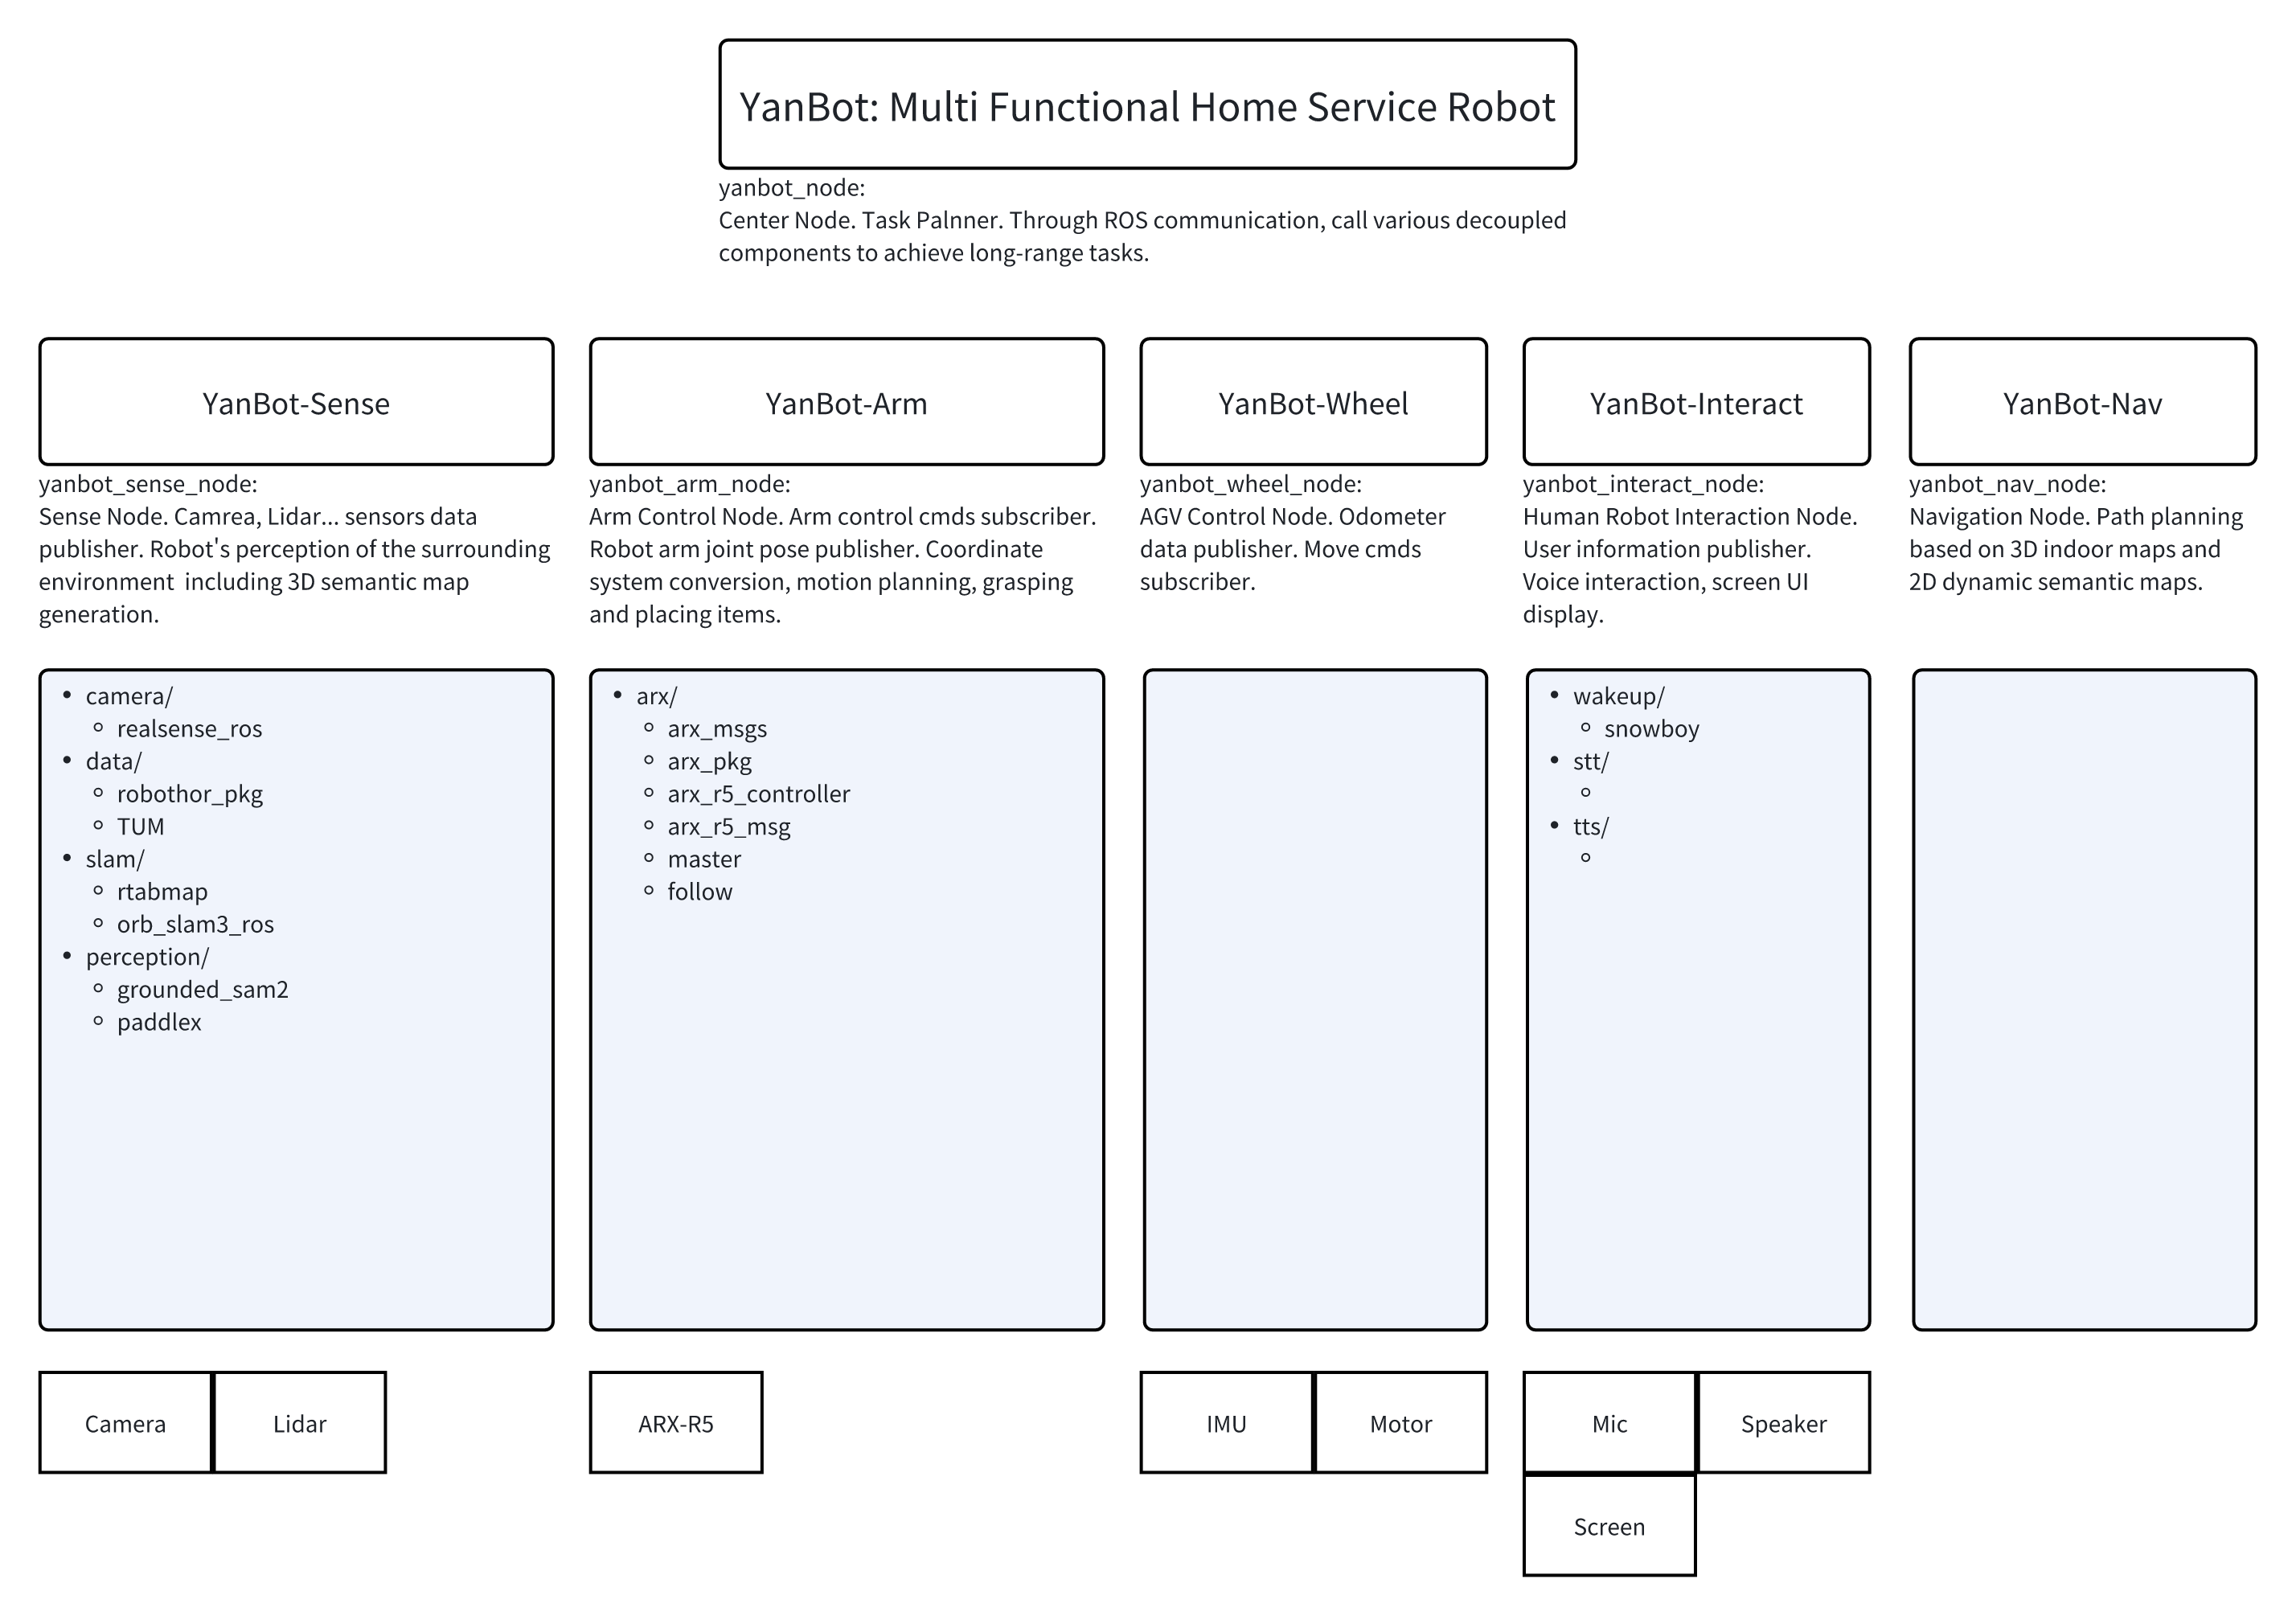 YanBot: Multi Functional Home Service Robot
yanbot_node:
Center Node. Task Palnner. Through ROS communication, call various decoupled
components to achieve long-range tasks.
YanBot-Sense
yanbot_sense_node:
Sense Node. Camrea, Lidar... sensors data
publisher. Robot's perception of the surrounding
environment  including 3D semantic map
generation.
• camera/
◦ realsense_ros
• data/
◦ robothor_pkg
◦ TUM
• slam/
◦ rtabmap
◦ orb_slam3_ros
• perception/
◦ grounded_sam2
◦ paddlex
Camera
Lidar
YanBot-Arm
yanbot_arm_node:
Arm Control Node. Arm control cmds subscriber.
Robot arm joint pose publisher. Coordinate
system conversion, motion planning, grasping
and placing items.
• arx/
◦ arx_msgs
◦ arx_pkg
◦ arx_r5_controller
◦ arx_r5_msg
◦ master
◦ follow
ARX-R5
YanBot-Wheel
yanbot_wheel_node:
AGV Control Node. Odometer
data publisher. Move cmds
subscriber.
IMU
Motor
YanBot-Interact
yanbot_interact_node:
Human Robot Interaction Node.
User information publisher.
Voice interaction, screen UI
display.
• wakeup/
◦ snowboy
• stt/
◦
• tts/
◦
Mic
Speaker
Screen
YanBot-Nav
yanbot_nav_node:
Navigation Node. Path planning
based on 3D indoor maps and
2D dynamic semantic maps.